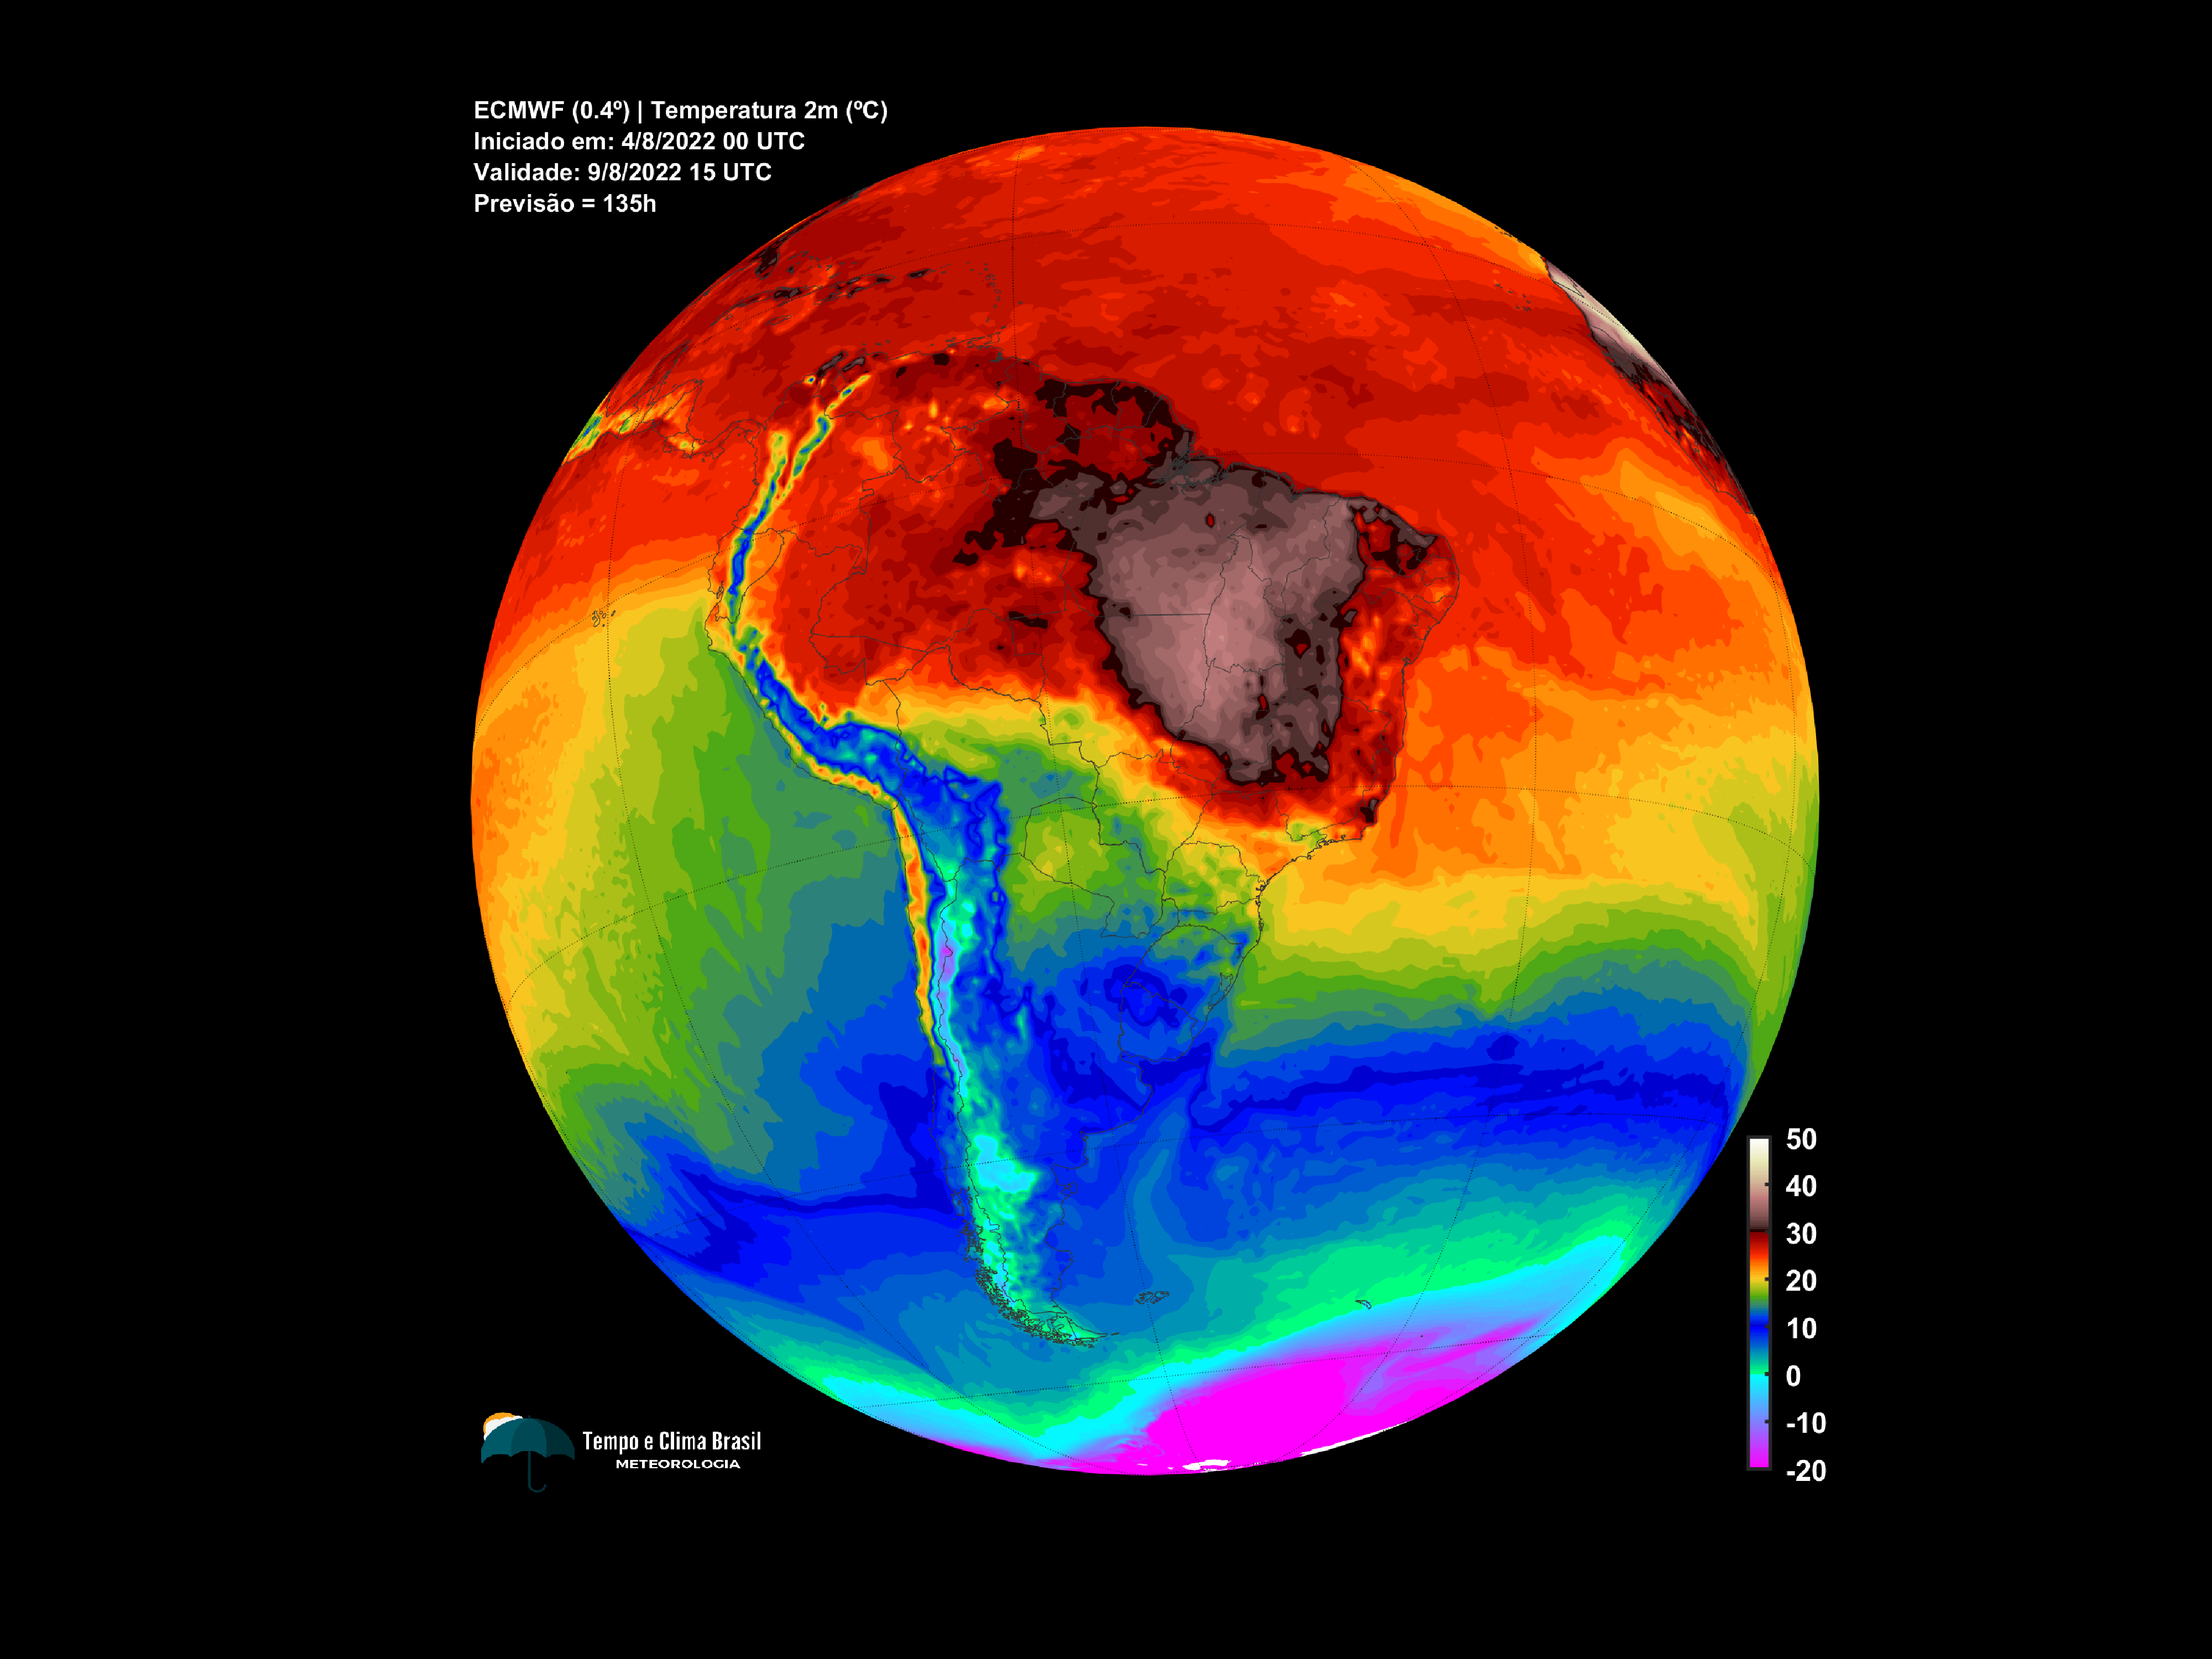 ECMWF (0.4º) | Temperatura 2m (ºC)
Iniciado em: 4/8/2022 00 UTC
Validade: 9/8/2022 15 UTC
Previsão = 135h
50
40
30
20
10
0
-10
-20
Tempo e Clima Brasil
METEOROLOGIA